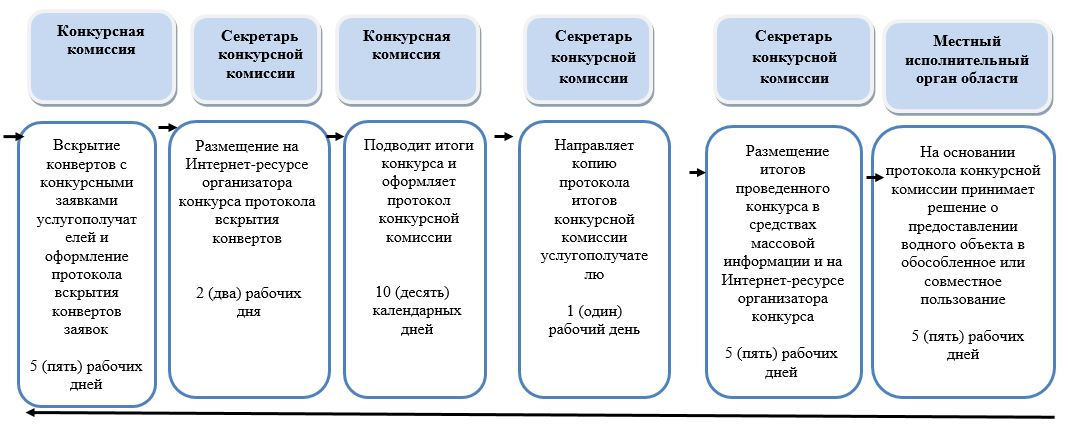 Конкурсная
комиссия
Вскрытие
конвертов с
конкурсными
заявками
услугополучат
елей и
оформление
протокола
вскрытия
конвертов
заявок
5 (пять) рабочих
дней
Секретарь
конкурсной
комиссии
Размещение на
Интернет-ресурсе
организатора
конкурса протокола
вскрытия
конвертов
2 (два) рабочих
дня
Конкурсная
комиссия
Подводит итоги
конкурса и
оформляет
протокол
конкурсной
комиссии
10 (десять)
календарных
дней
Секретарь
конкурсной
комиссии
Направляет
копию
протокола
итогов
конкурсной
комиссии
услугополучате
лю
1 (один)
рабочий день
Секретарь
конкурсной
комиссии
Размещение
итогов
проведенного
конкурса в
средствах
массовой
информации и на
Интернет-ресурсе
организатора
конкурса
5 (пять) рабочих
дней
Местный
исполнительный
орган области
На основании
протокола конкурсной
комиссии принимает
решение о
предоставлении
водного объекта в
обособленное или
совместное
пользование
5 (пять) рабочих
дней